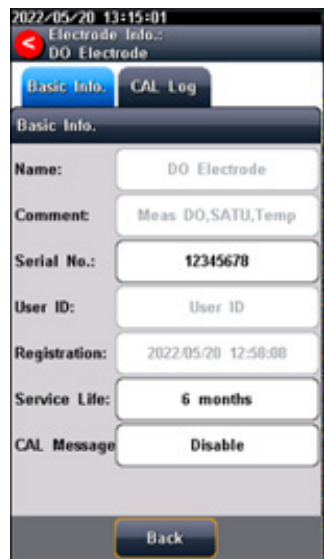 2022/05/20 13:15:01
Electrode Info.:
DO Electrode
Basic Info. CAL Log
Basic Info.
Name: DO Electrode
Comment: Meas DO,SATU,Temp
Serial No.: 12345678
User ID: User ID
Registration: 2022/05/20 12:58:08
Service Life: 6 months
CAL Message Disable
Back